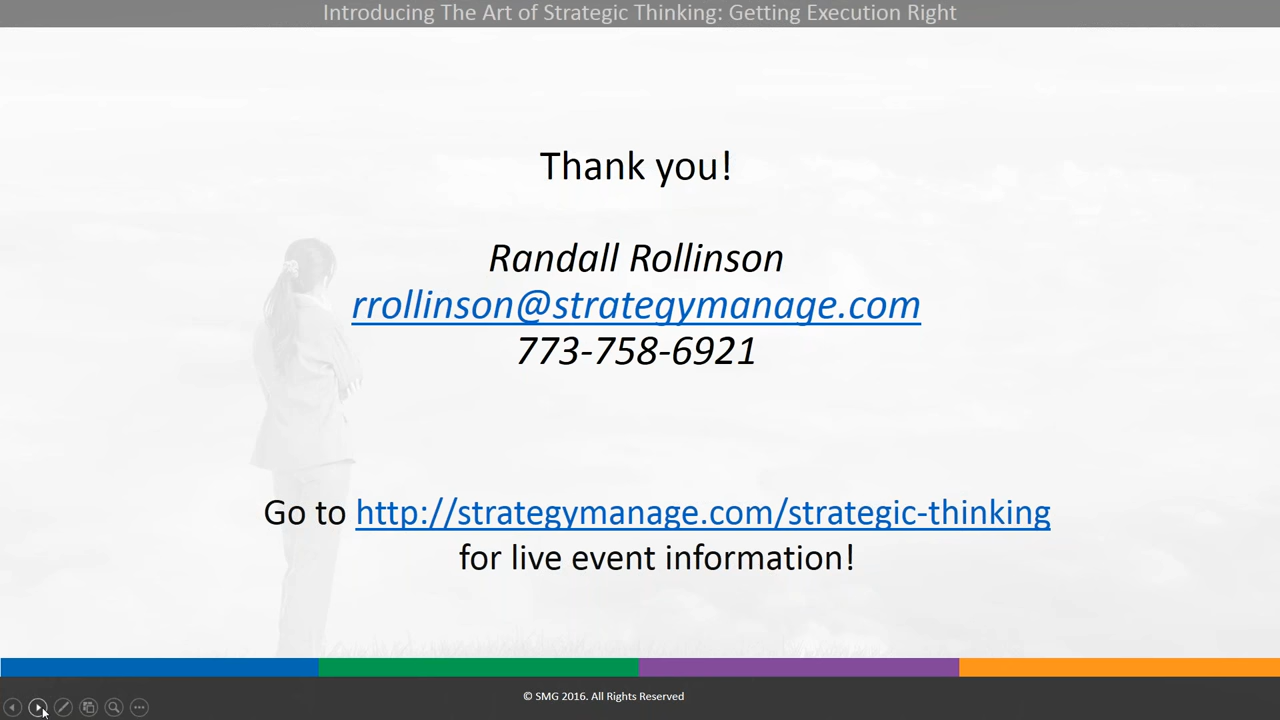 Introducing The Art of Strategic Thinking: Getting Execution Right
Thank you!
Randall Rollinson
rrollinson@strategymanage.com
773-758-6921
Go to http://strategymanage.com/strategic-thinking
for live event information!
© SMG 2016. All Rights Reserved